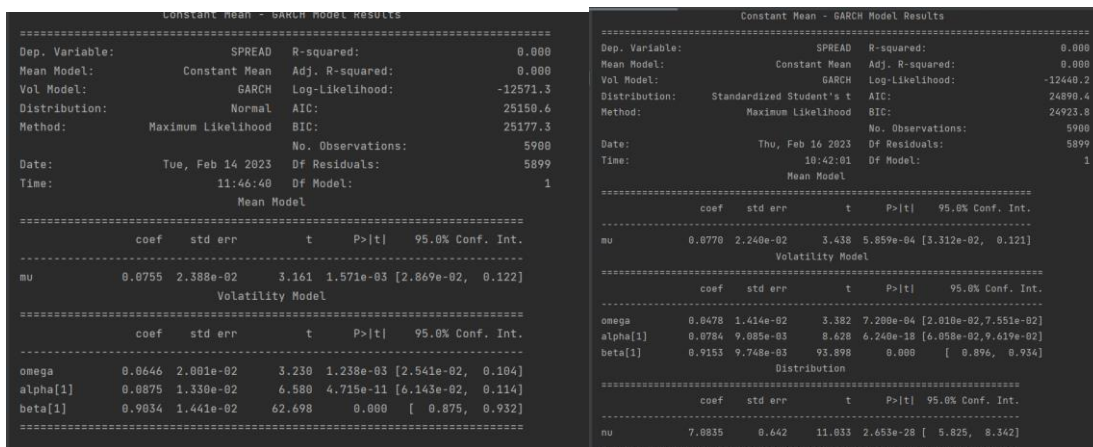 Constant Mean - GARCH Model Results
==============================================================================
Dep. Variable: SPREAD R-squared: 0.000
Mean Model: Constant Mean Adj. R-squared: 0.000
Vol Model: GARCH Log-Likelihood: -12571.3
Distribution: Normal AIC: 25150.6
Method: Maximum Likelihood BIC: 25177.3
No. Observations: 5900
Date: Tue, Feb 14 2023 Df Residuals: 5899
Time: 11:46:40 Df Model: 1
Mean Model
==============================================================================
coef std err t P>|t| 95.0% Conf. Int.
------------------------------------------------------------------------------
mu 0.0755 2.388e-02 3.161 1.571e-03 [2.869e-02, 0.122]
Volatility Model
==============================================================================
coef std err t P>|t| 95.0% Conf. Int.
------------------------------------------------------------------------------
omega 0.0646 2.001e-02 3.230 1.238e-03 [2.541e-02, 0.104]
alpha[1] 0.0875 1.330e-02 6.580 4.715e-11 [6.143e-02, 0.114]
beta[1] 0.9034 1.441e-02 62.698 0.000 [ 0.875, 0.932]
==============================================================================
Constant Mean - GARCH Model Results
==============================================================================
Dep. Variable: SPREAD R-squared: 0.000
Mean Model: Constant Mean Adj. R-squared: 0.000
Vol Model: GARCH Log-Likelihood: -12440.2
Distribution: Standardized Student's t AIC: 24890.4
Method: Maximum Likelihood BIC: 24923.8
No. Observations: 5900
Date: Thu, Feb 16 2023 Df Residuals: 5899
Time: 10:42:01 Df Model: 1
Mean Model
==============================================================================
coef std err t P>|t| 95.0% Conf. Int.
------------------------------------------------------------------------------
mu 0.0770 2.240e-02 3.438 5.859e-04 [3.312e-02, 0.121]
Volatility Model
==============================================================================
coef std err t P>|t| 95.0% Conf. Int.
------------------------------------------------------------------------------
omega 0.0478 1.414e-02 3.382 7.200e-04 [2.010e-02,7.551e-02]
alpha[1] 0.0784 9.085e-03 8.628 6.240e-18 [6.058e-02,9.619e-02]
beta[1] 0.9153 9.748e-03 93.898 0.000 [ 0.896, 0.934]
Distribution
==============================================================================
coef std err t P>|t| 95.0% Conf. Int.
------------------------------------------------------------------------------
nu 7.0835 0.642 11.033 2.653e-28 [ 5.825, 8.342]